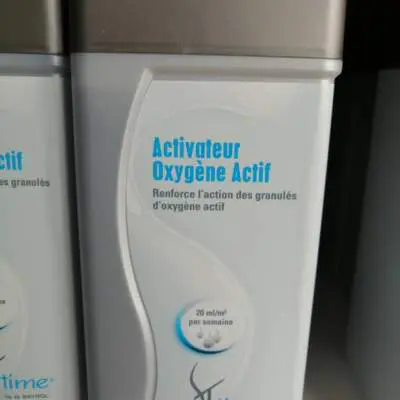 Activateur
Oxygène Actif
Renforce l'action des granulés
d'oxygène actif
20 ml/m³
par semaine
ctif
es granulés
time